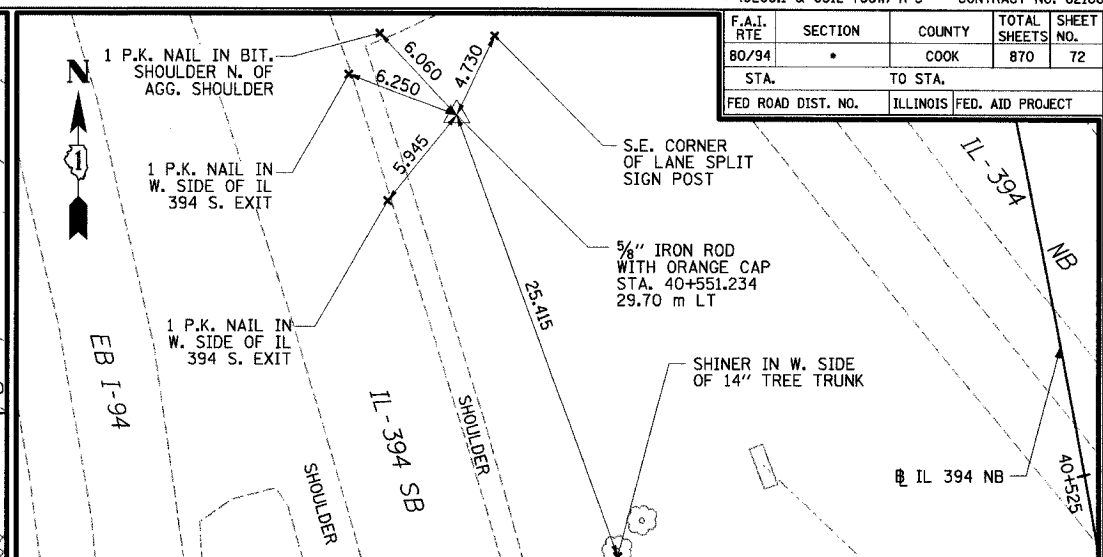 CONTRACT NO.
F.A.I. RTE SECTION COUNTY TOTAL SHEETS SHEET NO.
80/94 • COOK 870 72
STA. TO STA.
FED ROAD DIST. NO. ILLINOIS FED. AID PROJECT
1 P.K. NAIL IN BIT.
SHOULDER N. OF
AGG. SHOULDER
N
1
6.060
4.730
6.250
5.945
1 P.K. NAIL IN
W. SIDE OF IL
394 S. EXIT
S.E. CORNER
OF LANE SPLIT
SIGN POST
IL-394
NB
5/8" IRON ROD
WITH ORANGE CAP
STA. 40+551.234
29.70 m LT
25.415
1 P.K. NAIL IN
W. SIDE OF IL
394 S. EXIT
EB I-94
SHINER IN W. SIDE
OF 14" TREE TRUNK
IL-394 SB
SHOULDER
SHOULDER
℄ IL 394 NB
40+525